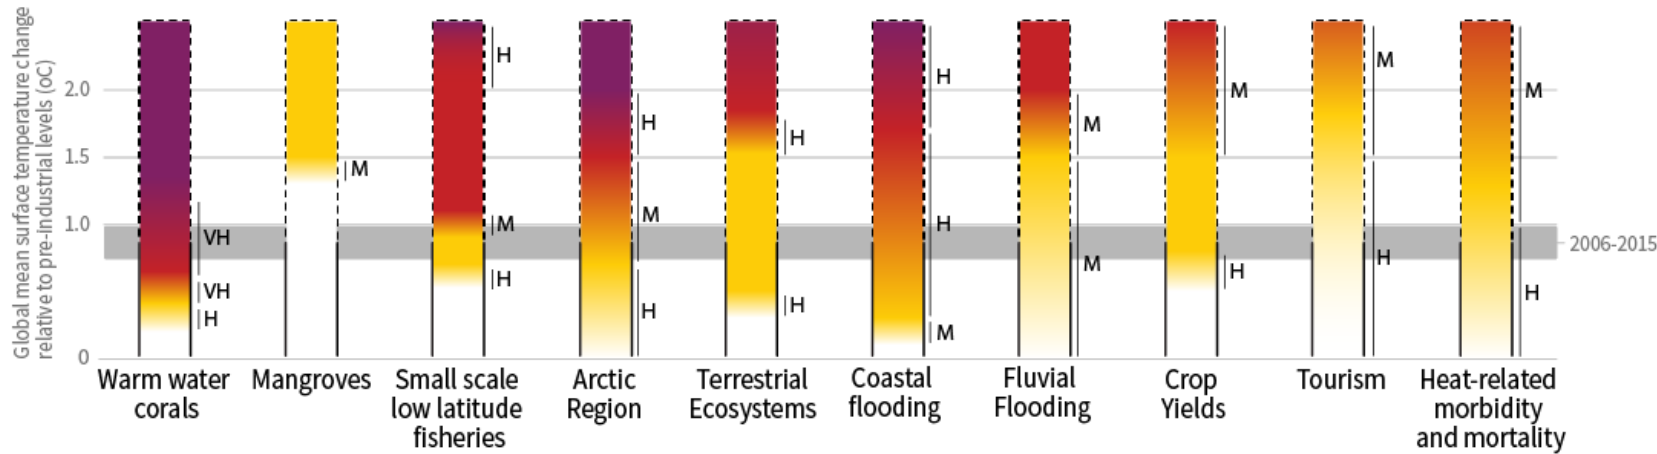 Global mean surface temperature change
relative to pre-industrial levels (oC)
2.0
1.5
1.0
0
VH
VH
H
M
H
M
H
H
M
H
H
H
H
H
M
M
M
M
H
M
H
M
H
2006-2015
Warm water
corals
Mangroves
Small scale
low latitude
fisheries
Arctic
Region
Terrestrial
Ecosystems
Coastal
flooding
Fluvial
Flooding
Crop
Yields
Tourism
Heat-related
morbidity
and mortality